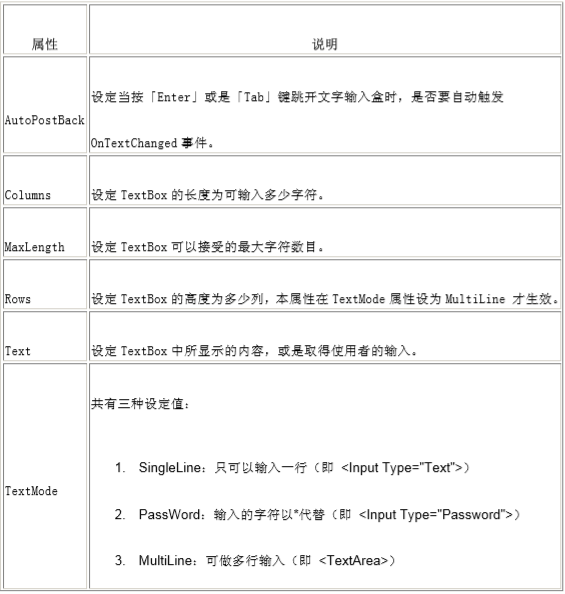 属性
说明
AutoPostBack
设定当按「Enter」或是「Tab」键跳开文字输入盒时，是否要自动触发
OnTextChanged 事件。
Columns
设定 TextBox 的长度为可输入多少字符。
MaxLength
设定 TextBox 可以接受的最大字符数目。
Rows
设定 TextBox 的高度为多少列，本属性在 TextMode 属性设为 MultiLine 才生效。
Text
设定 TextBox 中所显示的内容，或是取得使用者的输入。
TextMode
共有三种设定值：
1. SingleLine：只可以输入一行（即 <Input Type="Text">）
2. PassWord：输入的字符以*代替（即 <Input Type="Password">）
3. MultiLine：可做多行输入（即 <TextArea>）